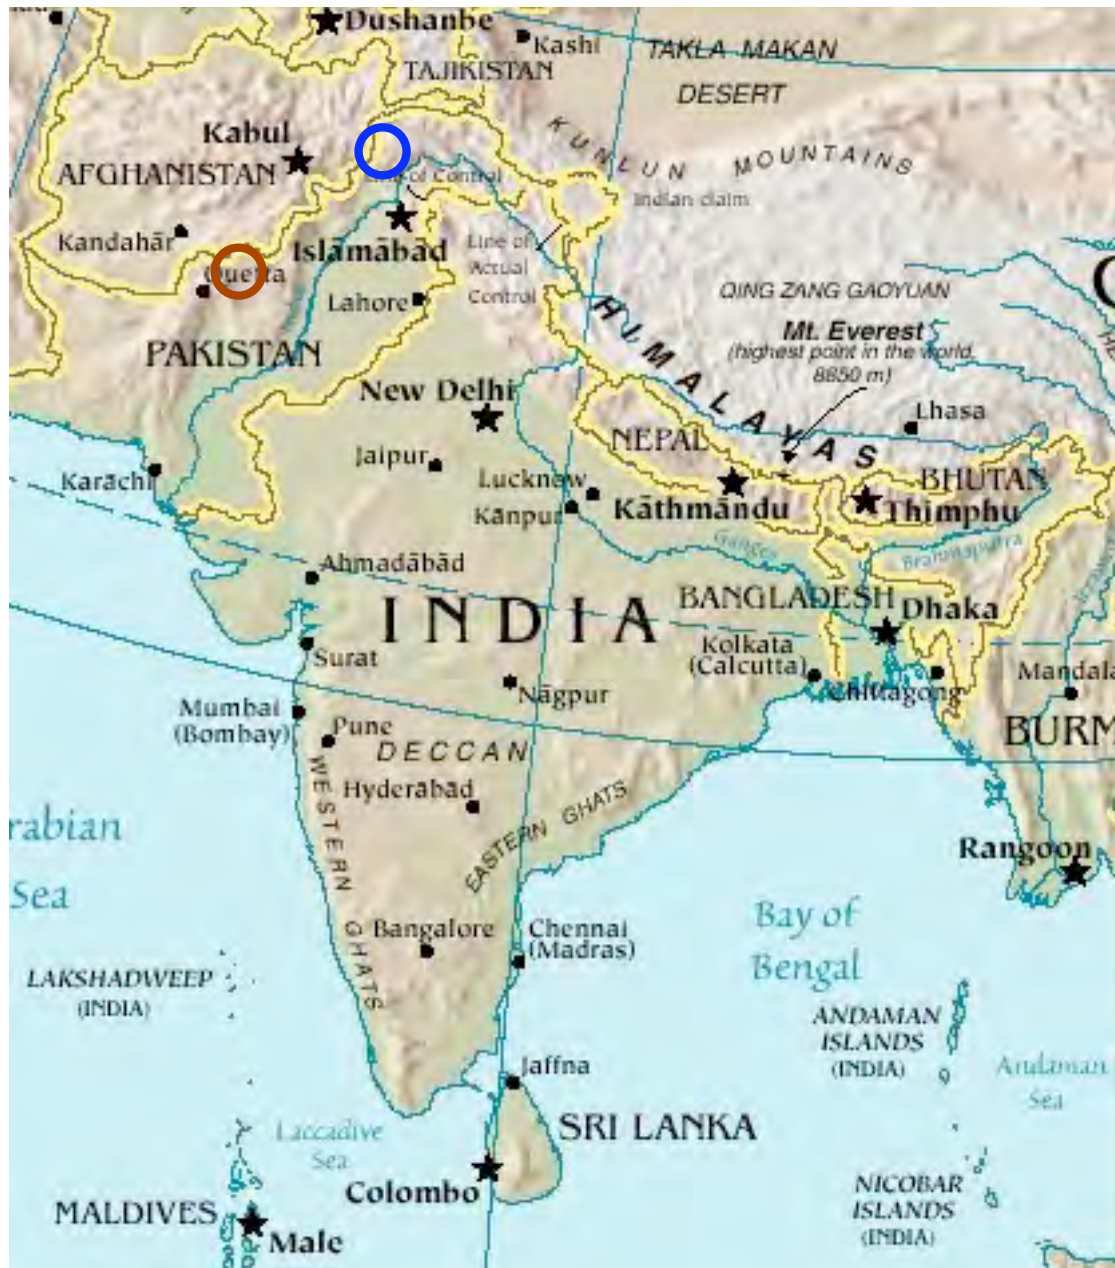 Dushanbe
Kashi
TAKLA MAKAN
DESERT
TAJIKISTAN
Kabul
AFGHANISTAN
KUNLUN MOUNTAINS
Control
Indian claim
Kandahār
Islāmābād
Line of
Actual
Control
Quetta
Lahore
QING ZANG GAOYUAN
Mt. Everest
(highest point in the world,
8850 m)
HIMALAYAS
PAKISTAN
New Delhi
Lhasa
NEPAL
Jaipur
BHUTAN
Karāchi
Lucknow
Kānpur
Kāthmāndu
Thimphu
Ganges
Brahmaputra
Ahmadābād
INDIA
BANGLADESH
Dhaka
Kolkata
(Calcutta)
Surat
Nāgpur
Chittagong
Mandala
Mumbai
(Bombay)
Pune
DECCAN
BURM
WESTERN GHATS
Hyderābād
EASTERN GHATS
rabian
Sea
Rangoon
Bangalore
Chennai
(Madras)
Bay of
Bengal
LAKSHADWEEP
(INDIA)
ANDAMAN
ISLANDS
(INDIA)
Andaman
Sea
Jaffna
SRI LANKA
Laccadive
Sea
Colombo
NICOBAR
ISLANDS
(INDIA)
MALDIVES
Male